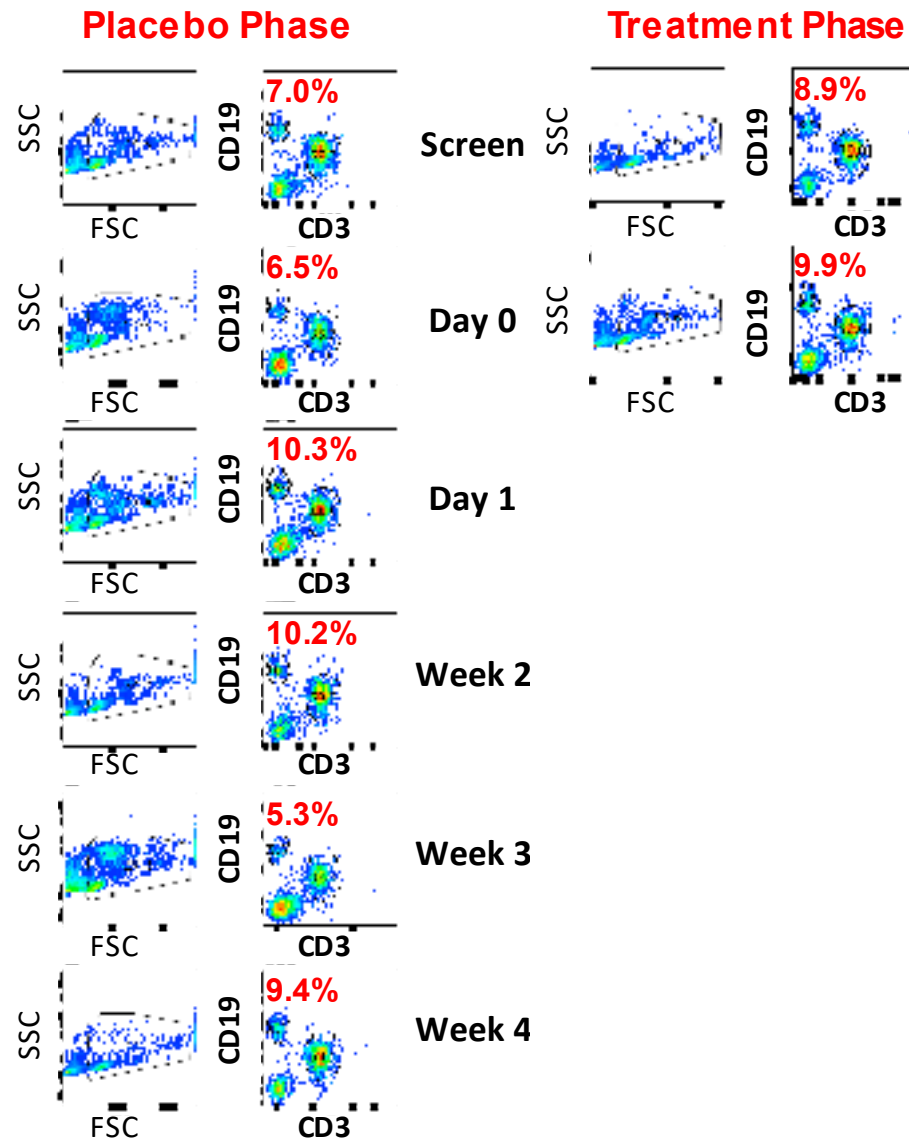 Placebo Phase
Treatment Phase
SSC
CD19
7.0%
FSC
CD3
Screen
SSC
CD19
8.9%
FSC
CD3
SSC
CD19
6.5%
FSC
CD3
Day 0
SSC
CD19
9.9%
FSC
CD3
SSC
CD19
10.3%
FSC
CD3
Day 1
SSC
CD19
10.2%
FSC
CD3
Week 2
SSC
CD19
5.3%
FSC
CD3
Week 3
SSC
CD19
9.4%
FSC
CD3
Week 4